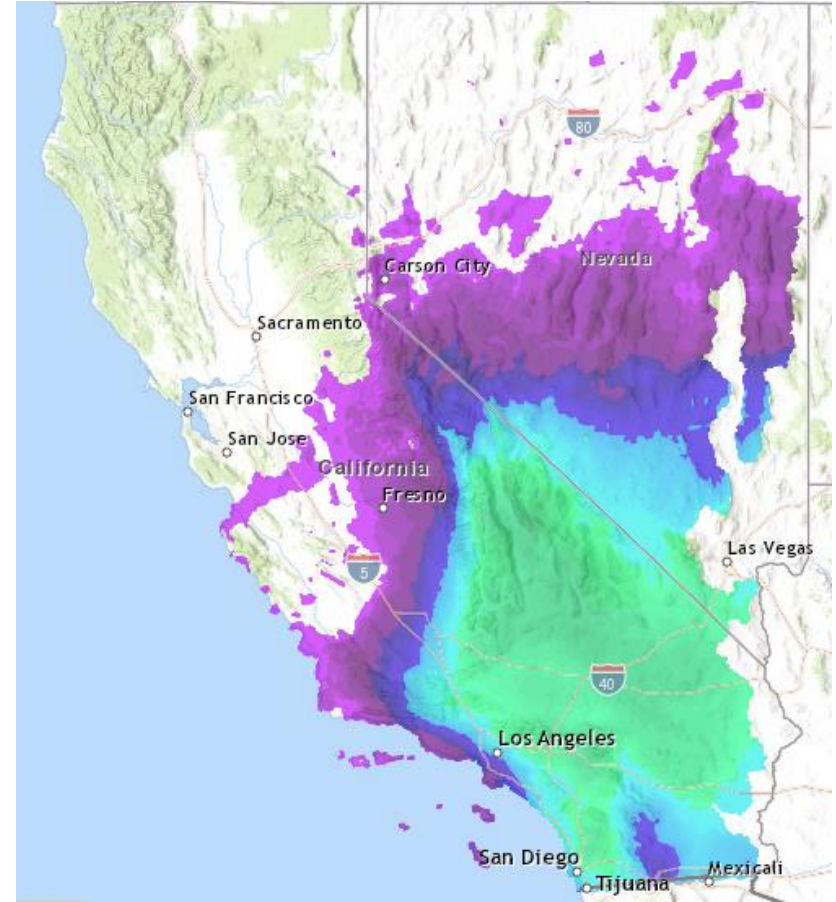 80
Carson City
Nevada
Sacramento
San Francisco
San Jose
California
Fresno
Las Vegas
5
40
Los Angeles
San Diego
Mexicali
Tijuana